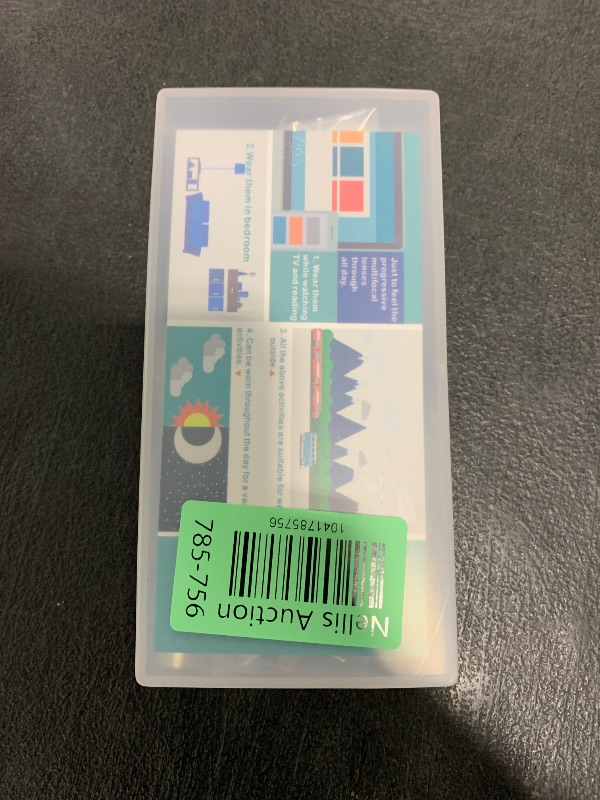 Just to feel the
progressive
multifocal
lenses
through
all day.
1. Wear them
while watching
TV and reading
2. Wear them in bedroom
3. All the above activities are suitable for
outside.
4. Can be worn throughout the day for a
activities.
Nellis Auction
1041785756
785-756